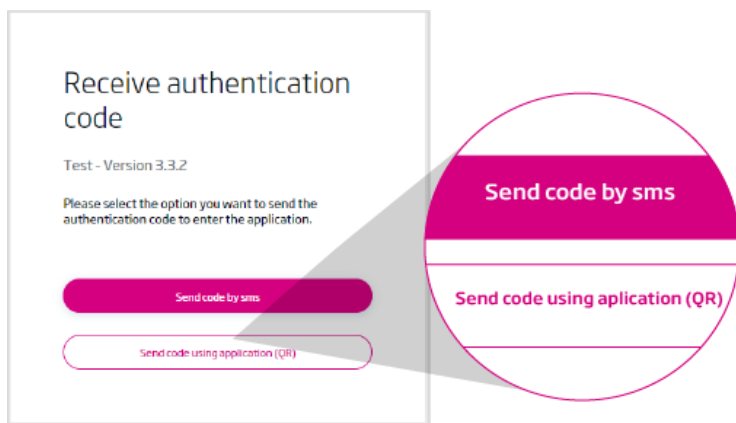 Receive authentication
code
Test - Version 3.3.2
Please select the option you want to send the
authentication code to enter the application.
Send code by sms
Send code using application (QR)
Send code by sms
Send code using aplication (QR)